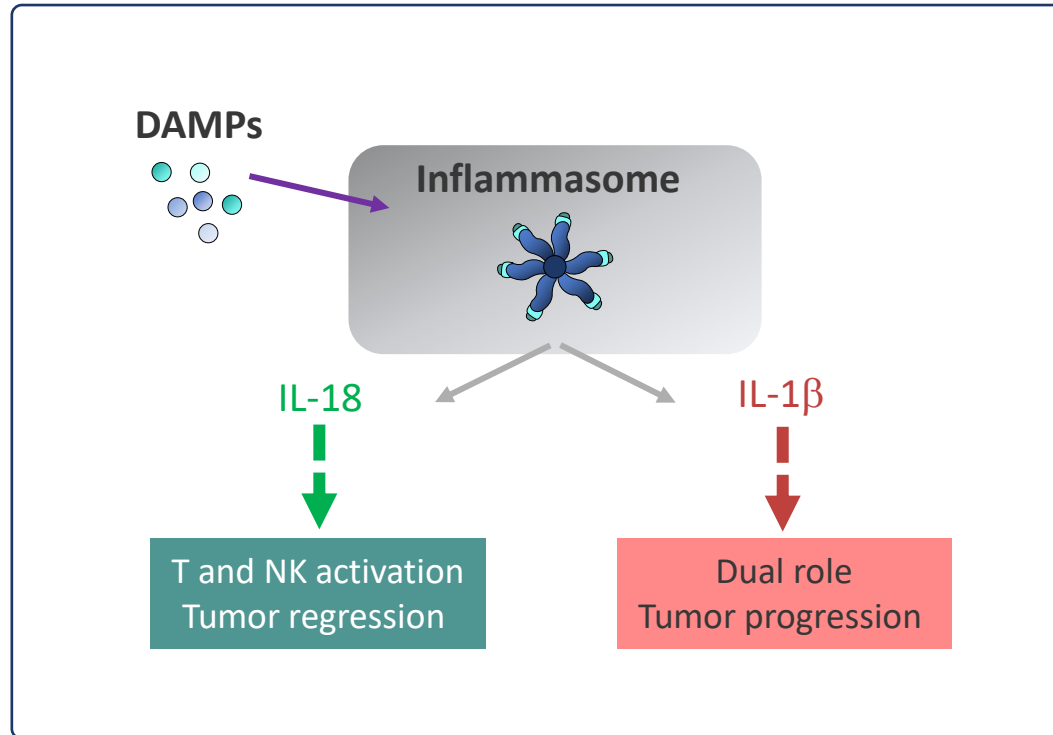 DAMPs
Inflammasome
IL-18
IL-1β
T and NK activation
Tumor regression
Dual role
Tumor progression